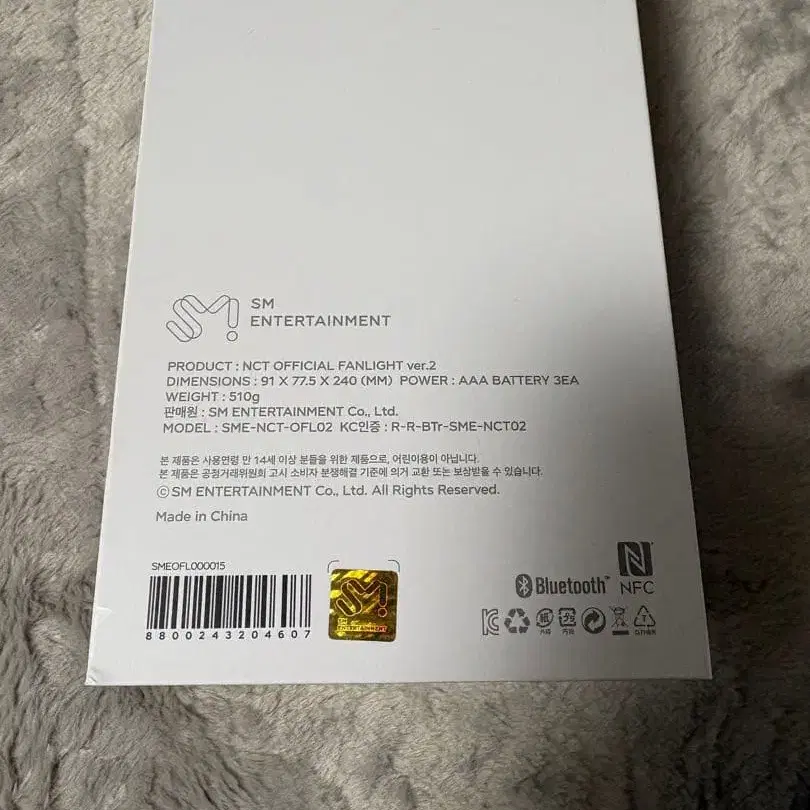 SM
ENTERTAINMENT
PRODUCT : NCT OFFICIAL FANLIGHT ver.2
DIMENSIONS : 91 X 77.5 X 240 (MM) POWER : AAA BATTERY 3EA
WEIGHT : 510g
판매원 : SM ENTERTAINMENT Co., Ltd.
MODEL : SME-NCT-OFL02 KC인증 : R-R-BTr-SME-NCT02
본 제품은 사용연령 만 14세 이상 분들을 위한 제품으로, 어린이용이 아닙니다.
본 제품은 공정거래위원회 고시 소비자 분쟁해결 기준에 의거 교환 또는 보상받을 수 있습니다.
©SM ENTERTAINMENT Co., Ltd. All Rights Reserved.
Made in China
SMEOFL000015
8800243204607
SM
ENTERTAINMENT
Bluetooth™
NFC